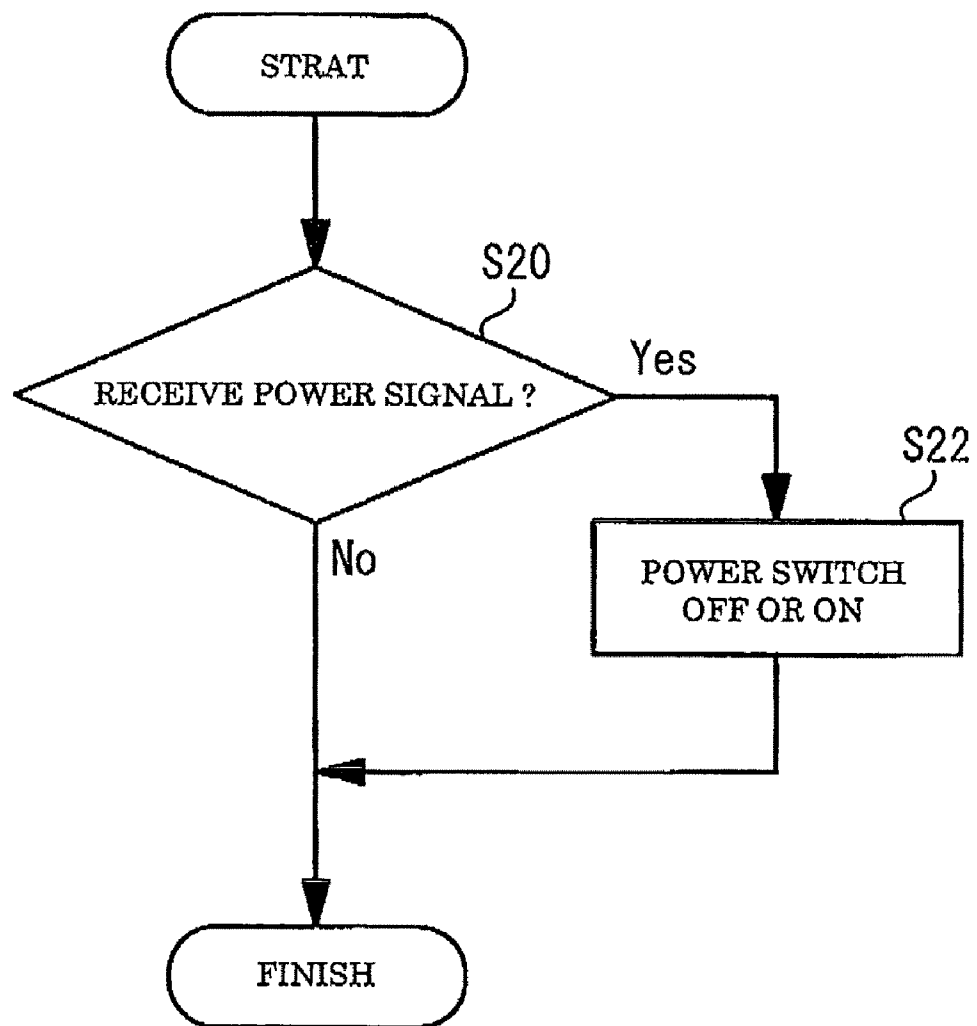 STRAT
S20
RECEIVE POWER SIGNAL ?
Yes
S22
POWER SWITCH
OFF OR ON
No
FINISH